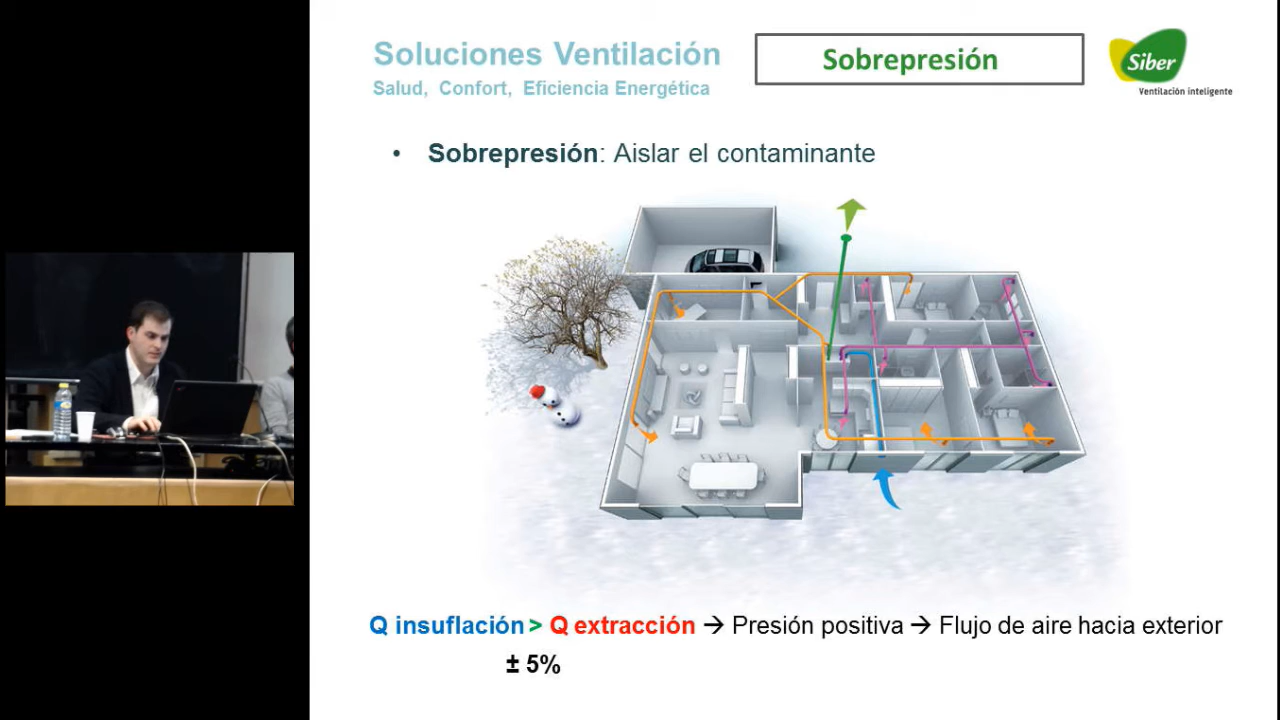 Soluciones Ventilación
Salud, Confort, Eficiencia Energética
Sobrepresión
Siber
Ventilación inteligente
• Sobrepresión: Aislar el contaminante
Q insuflación > Q extracción → Presión positiva → Flujo de aire hacia exterior
± 5%